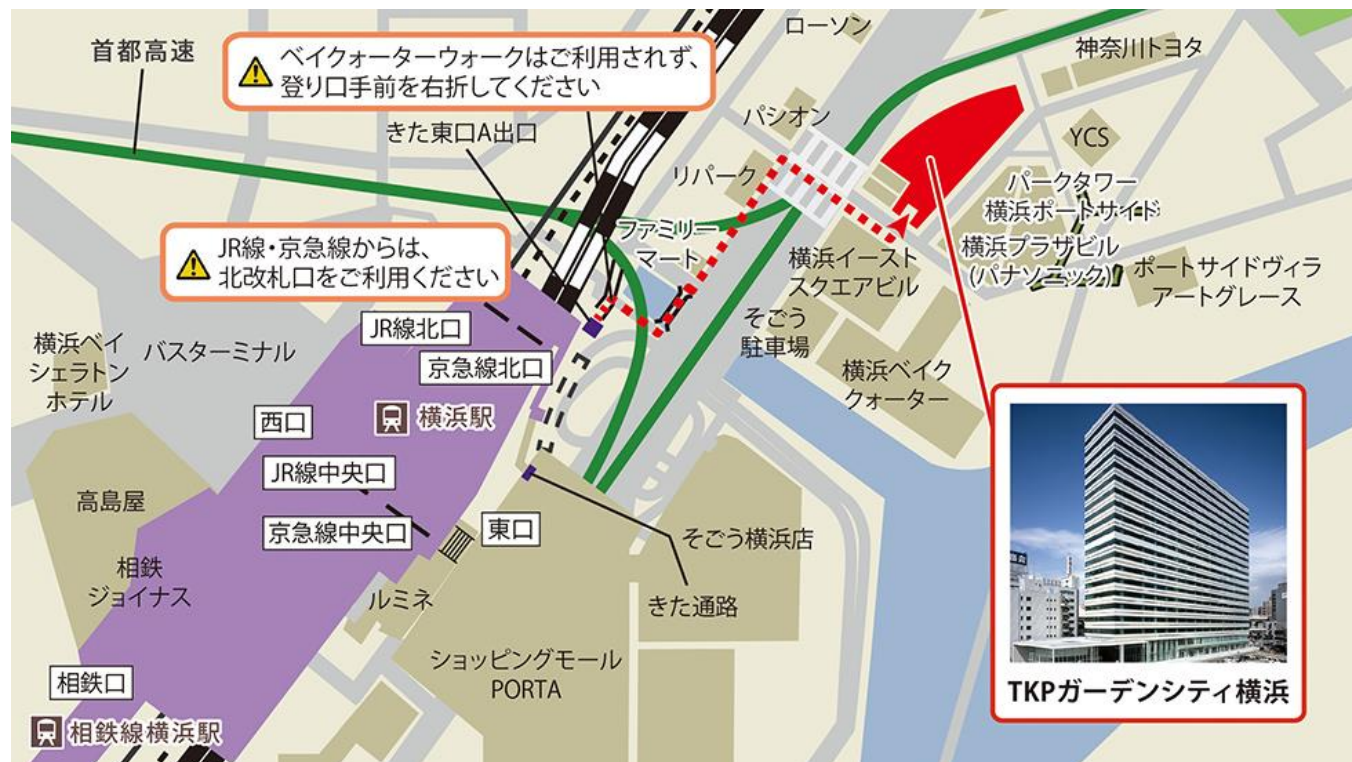 首都高速
ベイクォーターウォークはご利用されず、
登り口手前を右折してください
ローソン
神奈川トヨタ
きた東口A出口
パシオン
YCS
リパーク
パークタワー
横浜ポートサイド
JR線・京急線からは、
北改札口をご利用ください
ファミリー
マート
横浜イースト
スクエアビル
横浜プラザビル
(パナソニック)
ポートサイドヴィラ
アートグレース
JR線北口
京急線北口
そごう
駐車場
横浜ベイク
クォーター
横浜ベイ
シェラトン
ホテル
バスターミナル
西口
横浜駅
JR線中央口
高島屋
京急線中央口
東口
そごう横浜店
相鉄
ジョイナス
ルミネ
きた通路
ショッピングモール
PORTA
相鉄口
相鉄線横浜駅
TKPガーデンシティ横浜